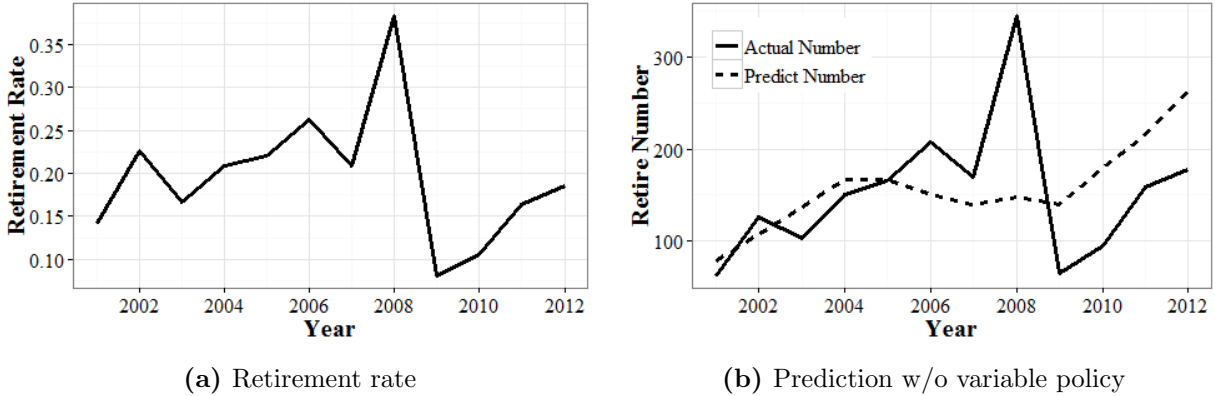 0.35
0.30
0.25
0.20
0.15
0.10
Retirement Rate
2002 2004 2006 2008 2010 2012
Year
(a) Retirement rate
300
200
100
Retire Number
Actual Number
Predict Number
2002 2004 2006 2008 2010 2012
Year
(b) Prediction w/o variable policy